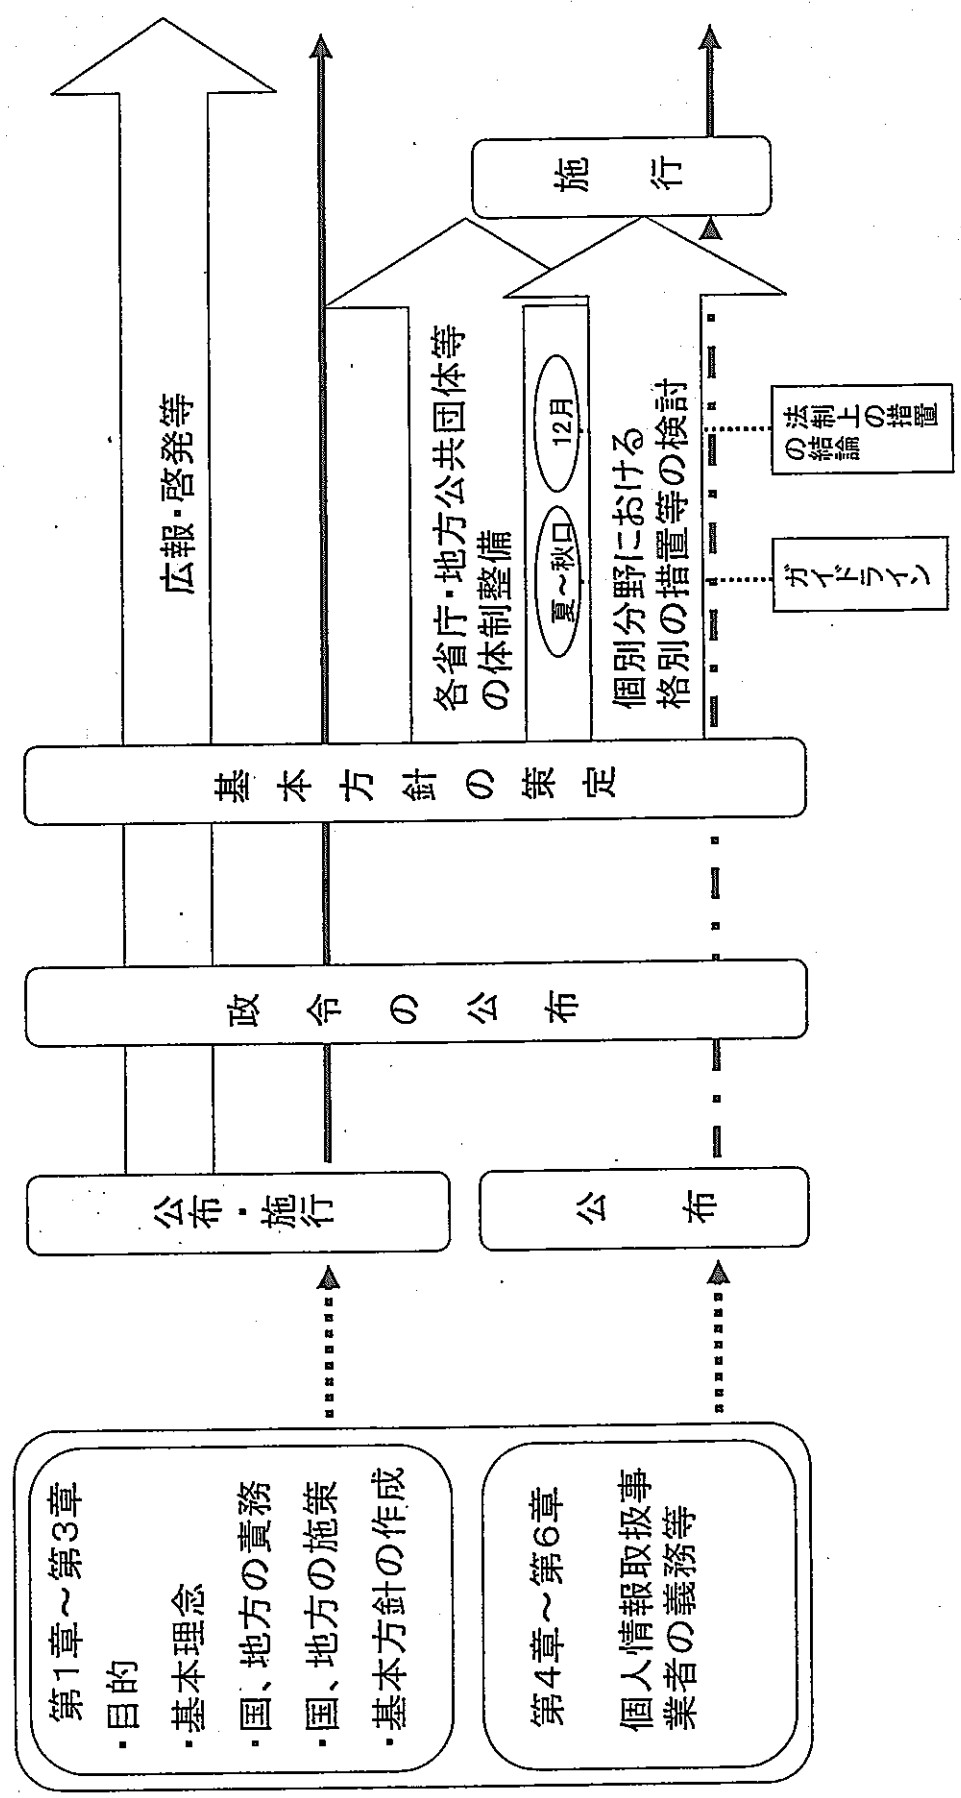 第1章～第3章
・目的
・基本理念
・国、地方の責務
・国、地方の施策
・基本方針の作成
第4章～第6章
個人情報取扱事
業者の義務等
公布・施行
公布
政令の公布
基本方針の策定
広報・啓発等
各省庁・地方公共団体等
の体制整備
夏～秋口
12月
個別分野における
格別の措置等の検討
ガイドライン
法制上の措置
の結論
施行